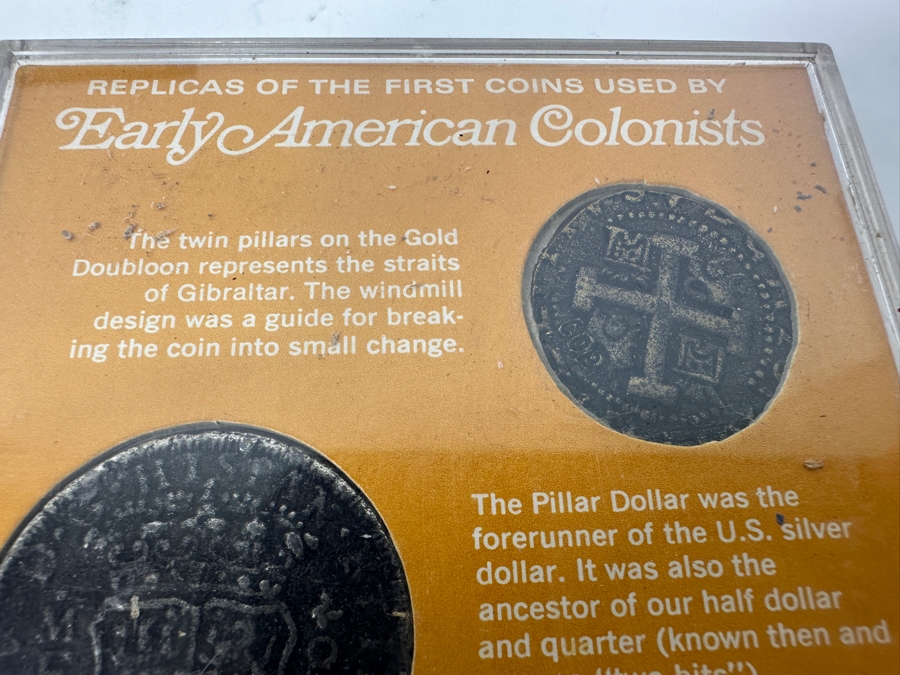 REPLICAS OF THE FIRST COINS USED BY
Early American Colonists
The twin pillars on the Gold
Doubloon represents the straits
of Gibraltar. The windmill
design was a guide for break-
ing the coin into small change.
The Pillar Dollar was the
forerunner of the U.S. silver
dollar. It was also the
ancestor of our half dollar
and quarter (known then and
"two bits")